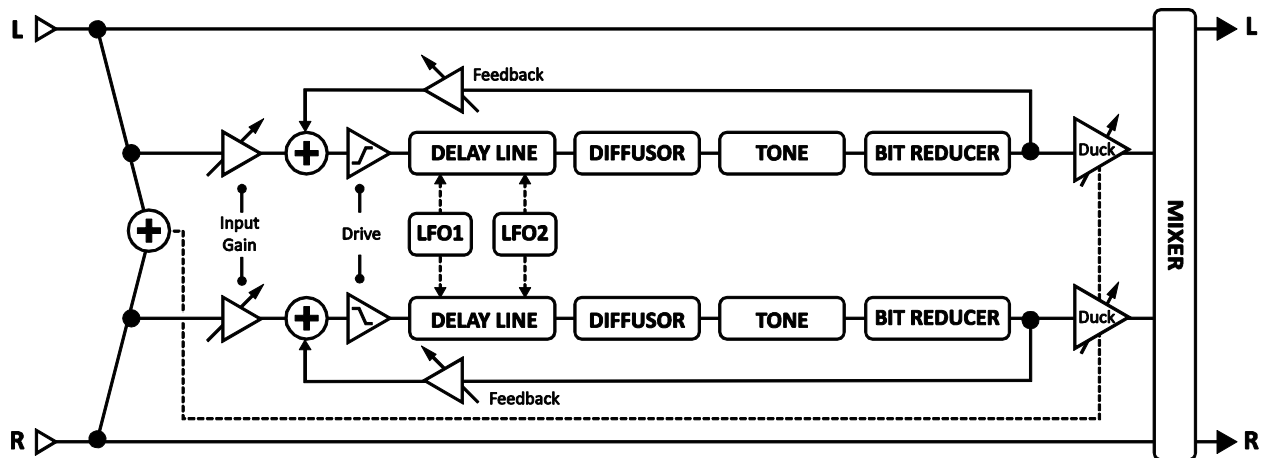 L
L
Feedback
DELAY LINE
DIFFUSOR
TONE
BIT REDUCER
Duck
Input
Gain
Drive
LFO1
LFO2
MIXER
DELAY LINE
DIFFUSOR
TONE
BIT REDUCER
Duck
Feedback
R
R